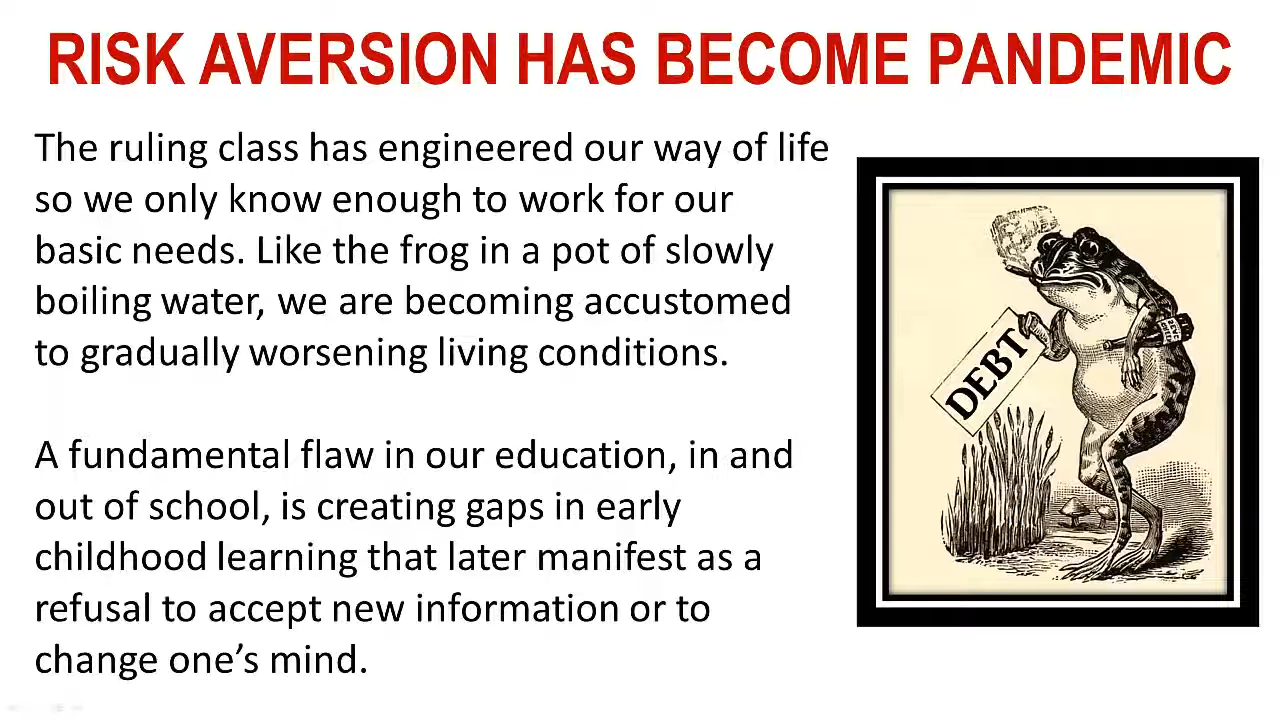 RISK AVERSION HAS BECOME PANDEMIC
The ruling class has engineered our way of life
so we only know enough to work for our
basic needs. Like the frog in a pot of slowly
boiling water, we are becoming accustomed
to gradually worsening living conditions.
A fundamental flaw in our education, in and
out of school, is creating gaps in early
childhood learning that later manifest as a
refusal to accept new information or to
change one’s mind.
DEBT